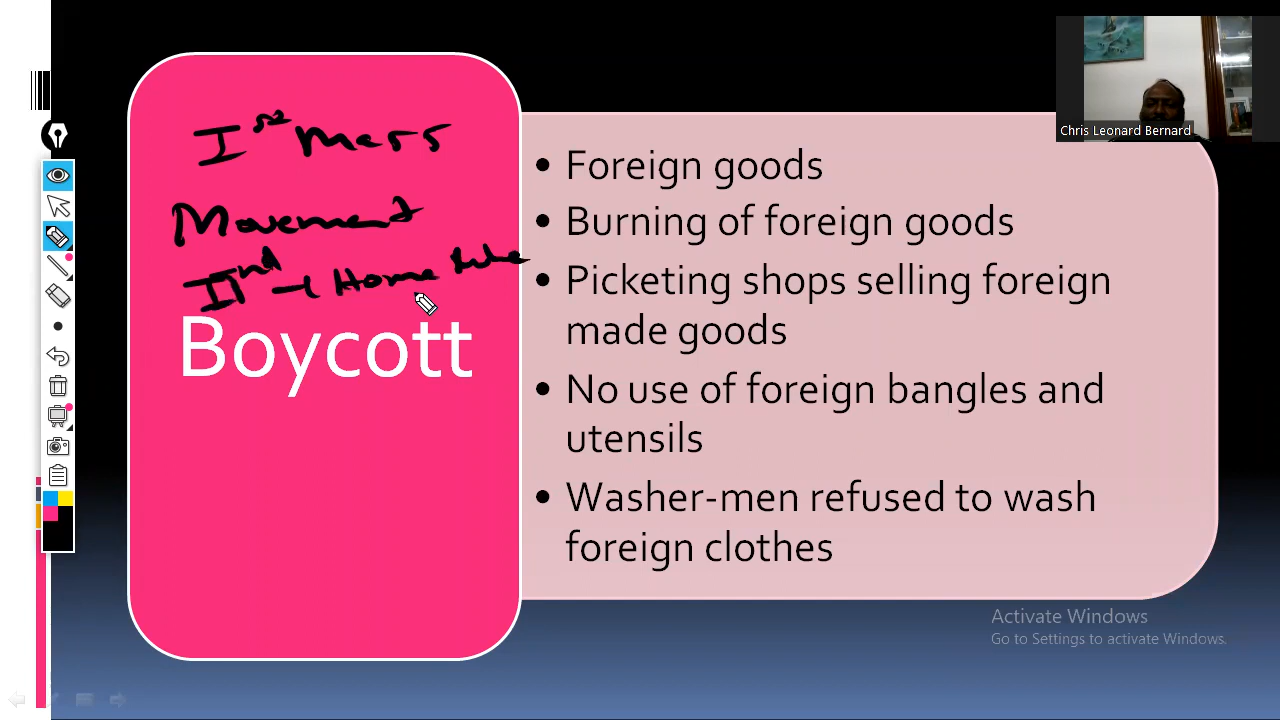 Chris Leonard Bernard
Ist Mass
Movement
IInd → Home Rule
Boycott
• Foreign goods
• Burning of foreign goods
• Picketing shops selling foreign
made goods
• No use of foreign bangles and
utensils
• Washer-men refused to wash
foreign clothes
Activate Windows
Go to Settings to activate Windows.